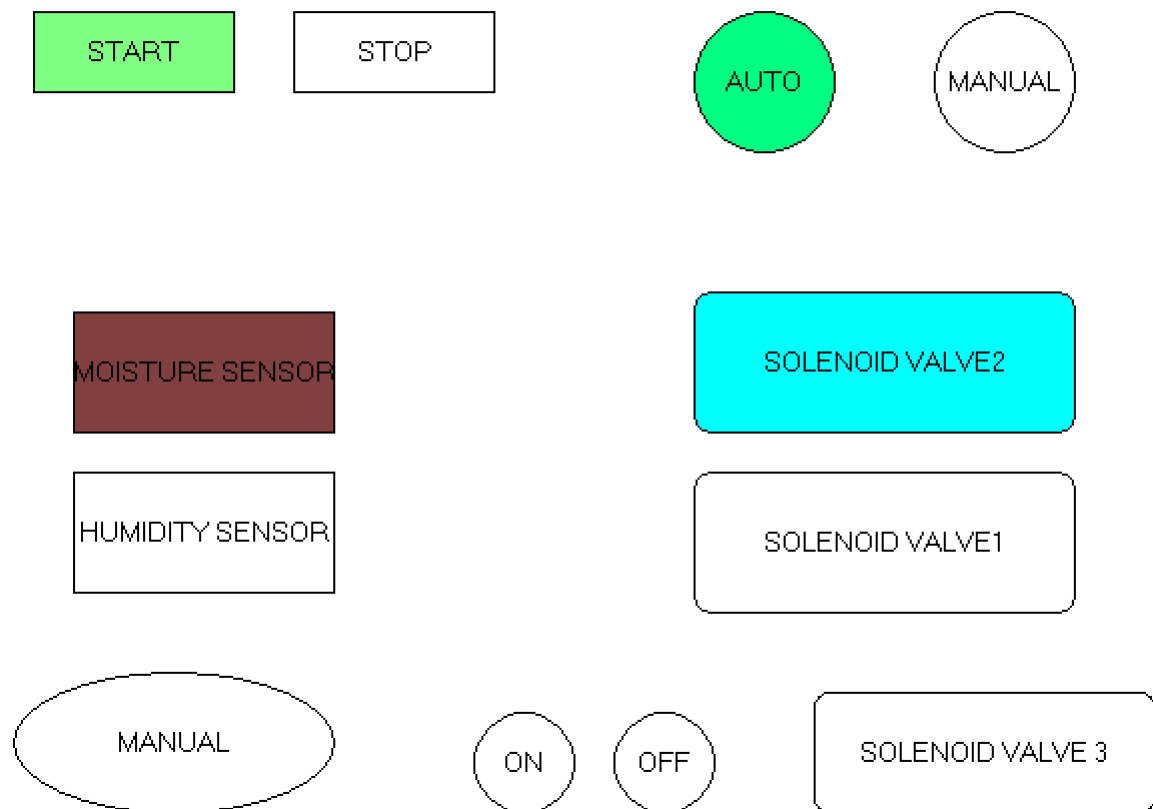 START
STOP
AUTO
MANUAL
MOISTURE SENSOR
SOLENOID VALVE2
HUMIDITY SENSOR
SOLENOID VALVE1
MANUAL
ON
OFF
SOLENOID VALVE 3